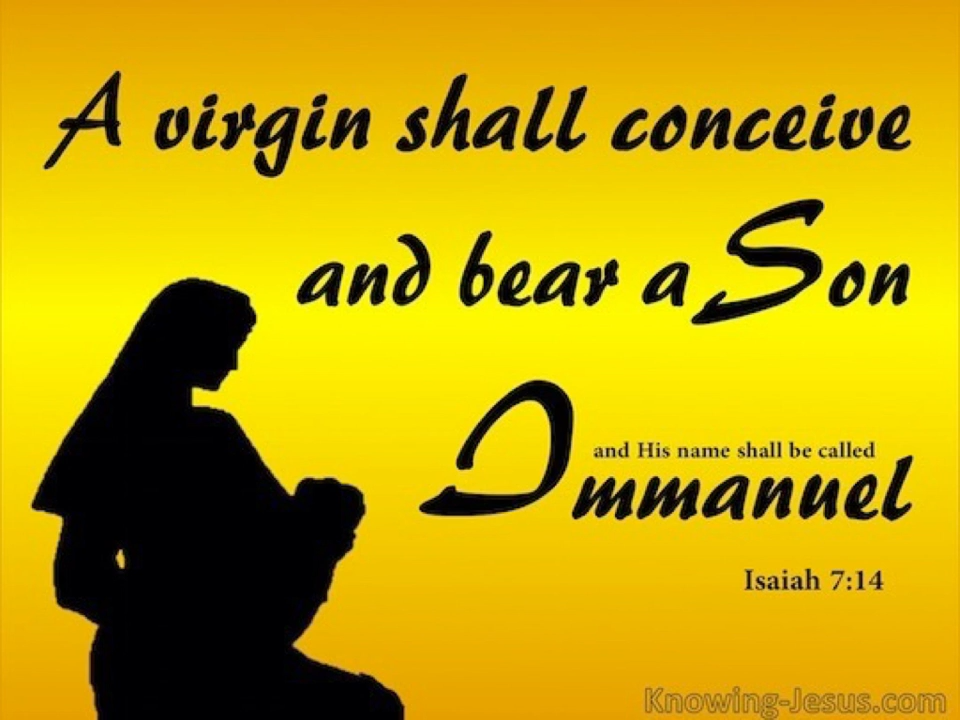 A virgin shall conceive
and bear a Son
and His name shall be called
Immanuel
Isaiah 7:14
Knowing-Jesus.com